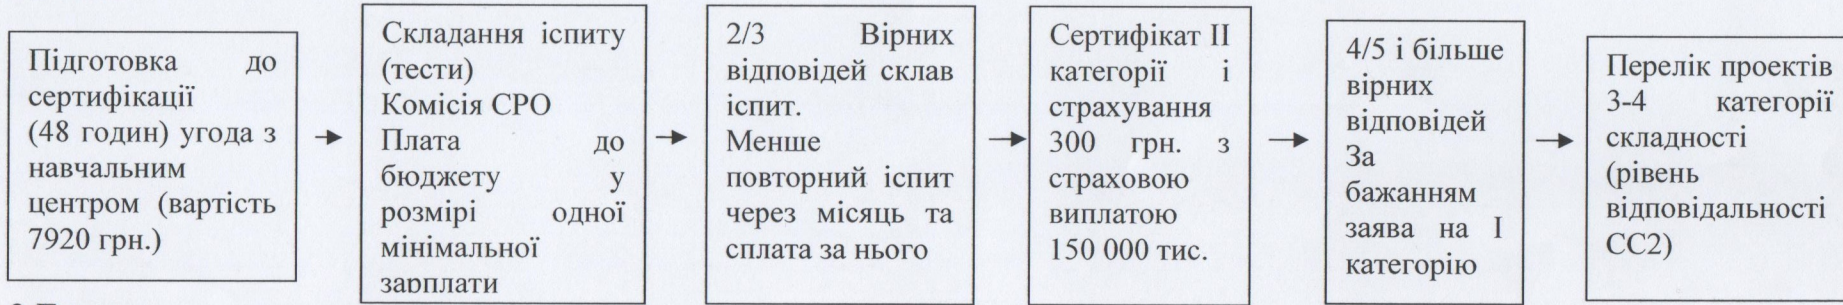 Підготовка до
сертифікації
(48 годин) угода з
навчальним
центром (вартість
7920 грн.)
Складання іспиту
(тести)
Комісія СРО
Плата до
бюджету у
розмірі одної
мінімальної
зарплати
2/3 Вірних
відповідей склав
іспит.
Менше
повторний іспит
через місяць та
сплата за нього
Сертифікат ІІ
категорії і
страхування
300 грн. з
страховою
виплатою
150 000 тис.
4/5 і більше
вірних
відповідей
За
бажанням
заява на І
категорію
Перелік проектів
3-4 категорії
складності
(рівень
відповідальності
СС2)